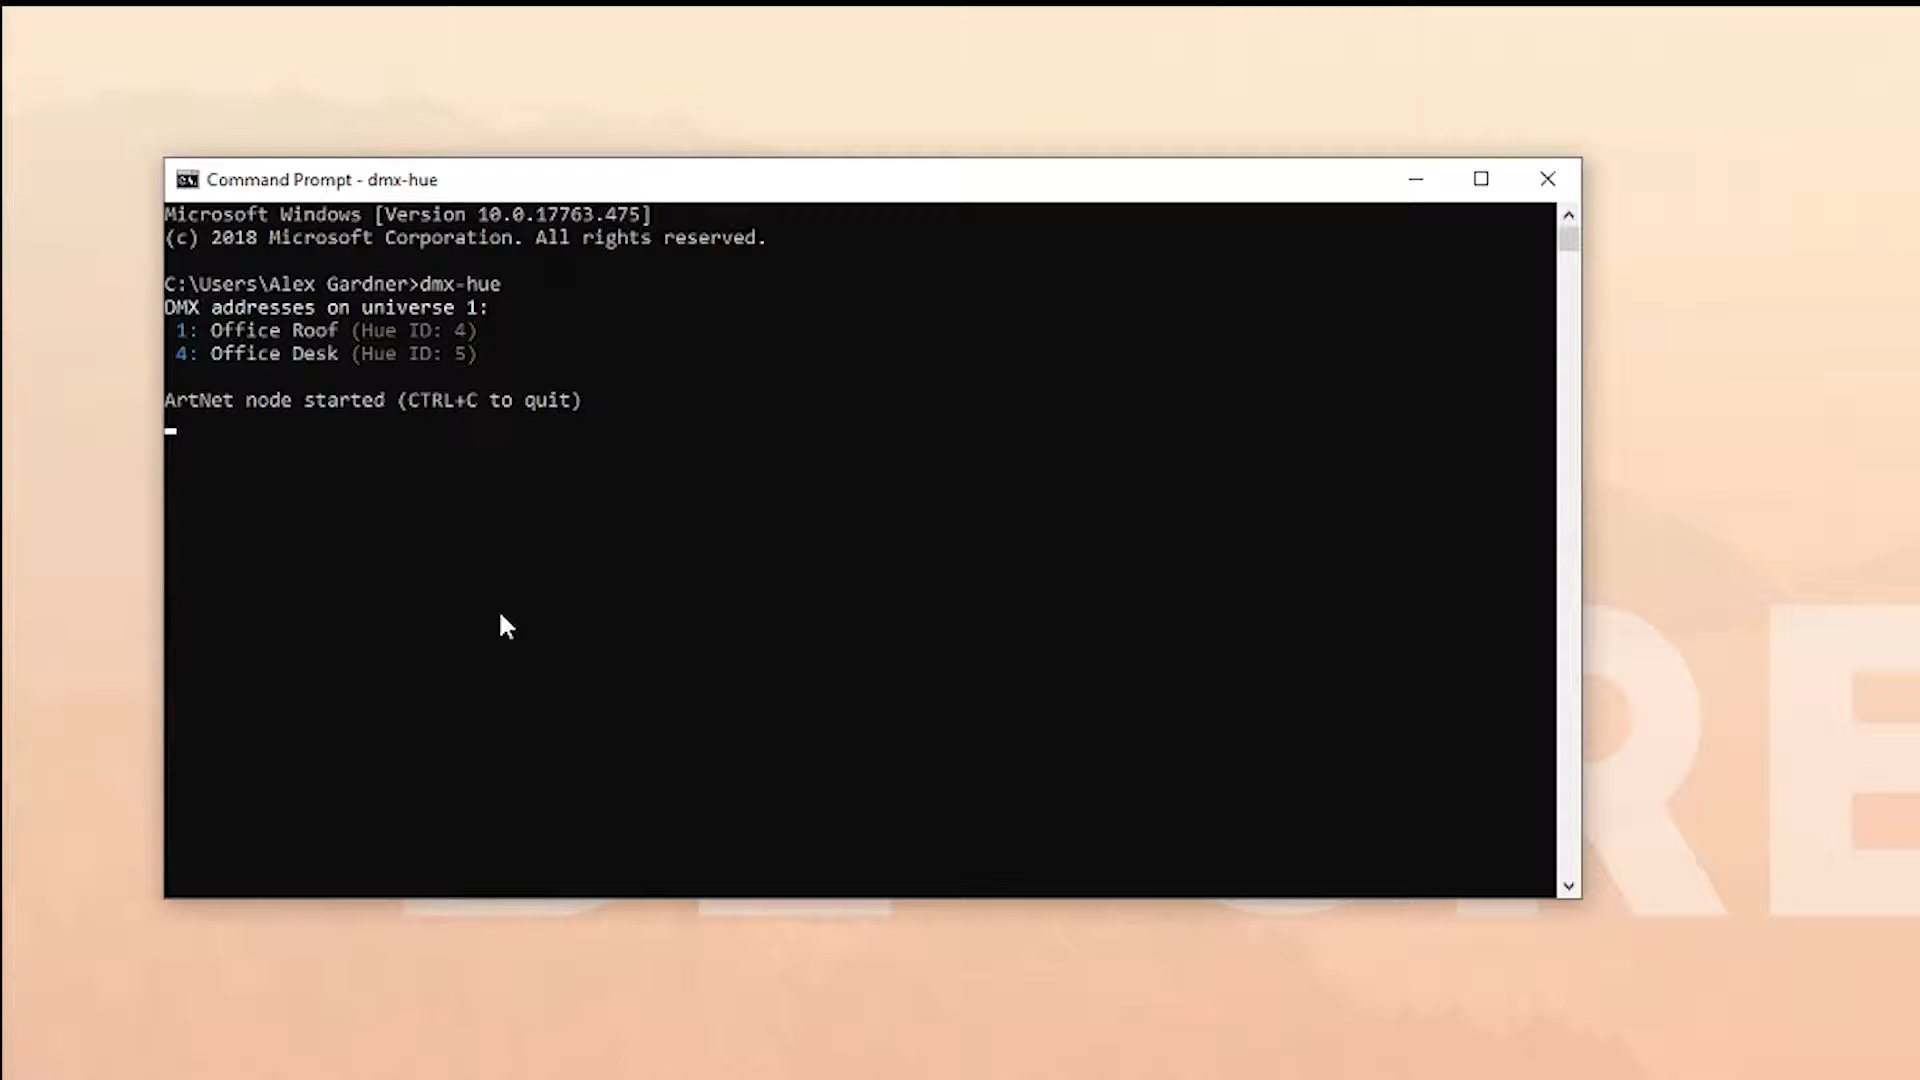 Command Prompt - dmx-hue
Microsoft Windows [Version 10.0.17763.475]
(c) 2018 Microsoft Corporation. All rights reserved.
C:\Users\Alex Gardner>dmx-hue
DMX addresses on universe 1:
1: Office Roof (Hue ID: 4)
4: Office Desk (Hue ID: 5)
ArtNet node started (CTRL+C to quit)
RE